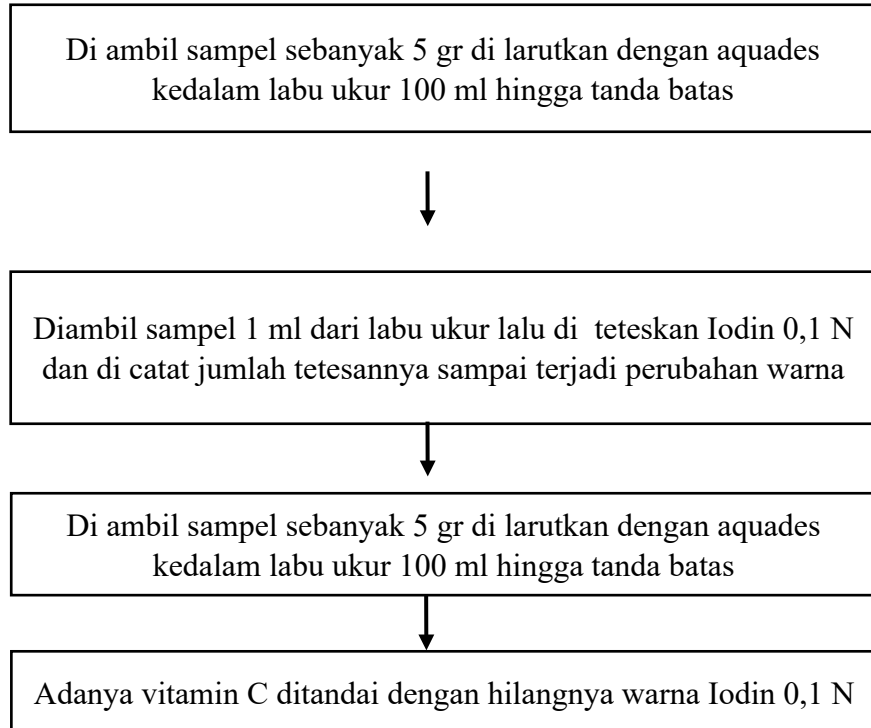 Di ambil sampel sebanyak 5 gr di larutkan dengan aquades
kedalam labu ukur 100 ml hingga tanda batas
Diambil sampel 1 ml dari labu ukur lalu di teteskan Iodin 0,1 N
dan di catat jumlah tetesannya sampai terjadi perubahan warna
Di ambil sampel sebanyak 5 gr di larutkan dengan aquades
kedalam labu ukur 100 ml hingga tanda batas
Adanya vitamin C ditandai dengan hilangnya warna Iodin 0,1 N